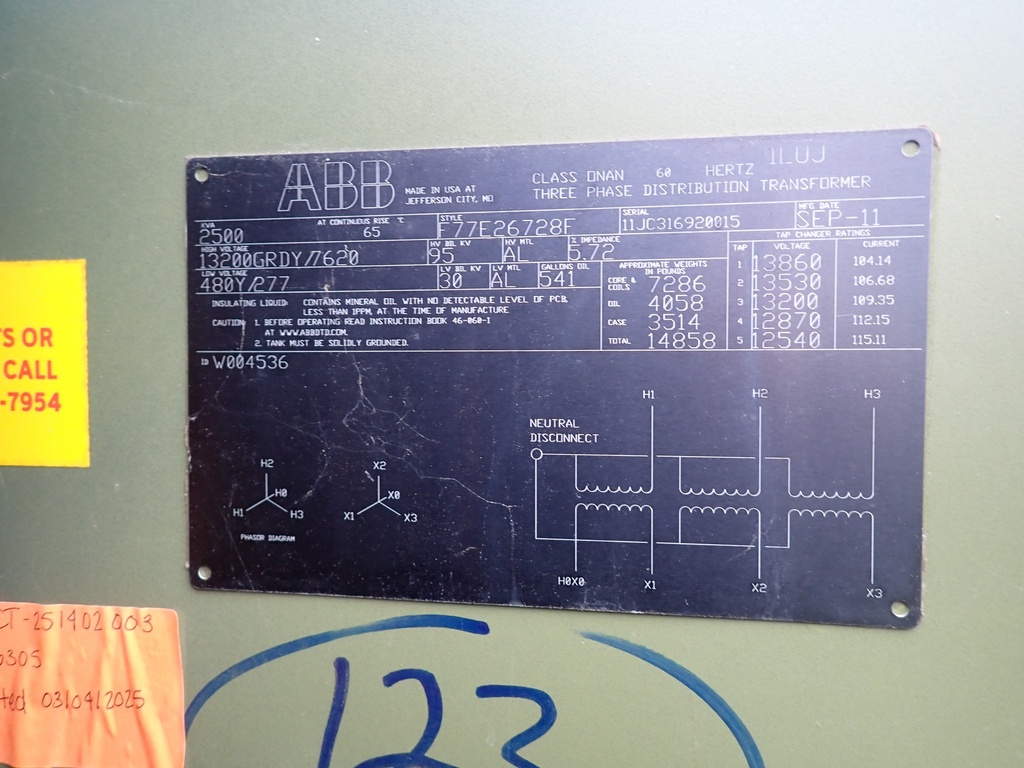 ABB
MADE IN USA AT
JEFFERSON CITY, MO
CLASS ONAN 60 HERTZ 1LUJ
THREE PHASE DISTRIBUTION TRANSFORMER
KVA 2500
AT CONTINUOUS RISE °C 65
STYLE F77E26728F
SERIAL 11JC316920015
MFG DATE SEP-11
HIGH VOLTAGE 13200GRDY/7620
HV BIL KV 95
HV MTL AL
% IMPEDANCE 5.72
LOW VOLTAGE 480Y/277
LV BIL KV 30
LV MTL AL
GALLONS OIL 541
APPROXIMATE WEIGHTS
IN POUNDS
CORE & COILS 7286
OIL 4058
CASE 3514
TOTAL 14858
TAP CHANGER RATINGS
TAP VOLTAGE CURRENT
1 13860 104.14
2 13530 106.68
3 13200 109.35
4 12870 112.15
5 12540 115.11
INSULATING LIQUID: CONTAINS MINERAL OIL WITH NO DETECTABLE LEVEL OF PCB,
LESS THAN 1PPM, AT THE TIME OF MANUFACTURE
CAUTION: 1. BEFORE OPERATING READ INSTRUCTION BOOK 46-060-1
AT WWW.ABBDTD.COM.
2. TANK MUST BE SOLIDLY GROUNDED.
ID W004536
H2
H0
H1 H3
PHASOR DIAGRAM
X2
X0
X1 X3
NEUTRAL
DISCONNECT
H1 H2 H3
H0X0 X1 X2 X3
TS OR
CALL
-7954
CT-251402003
0305
ted 03/04/2025
123